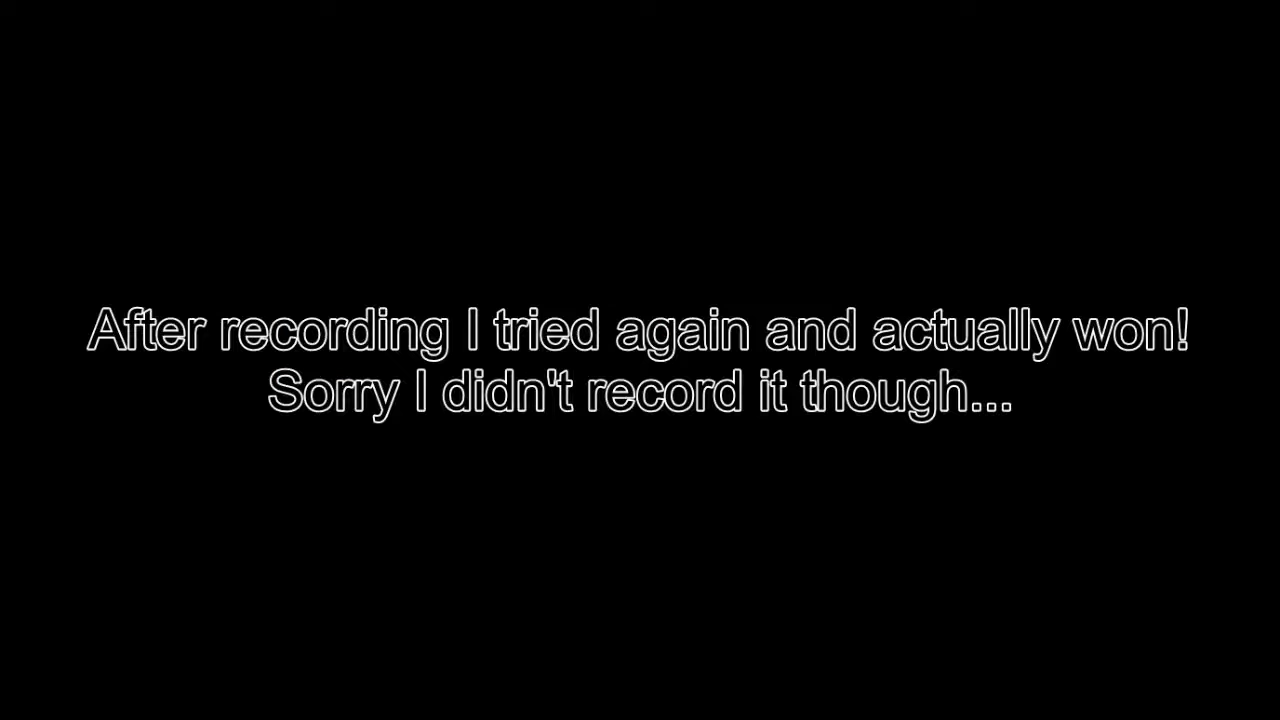 After recording I tried again and actually won!
Sorry I didn't record it though...